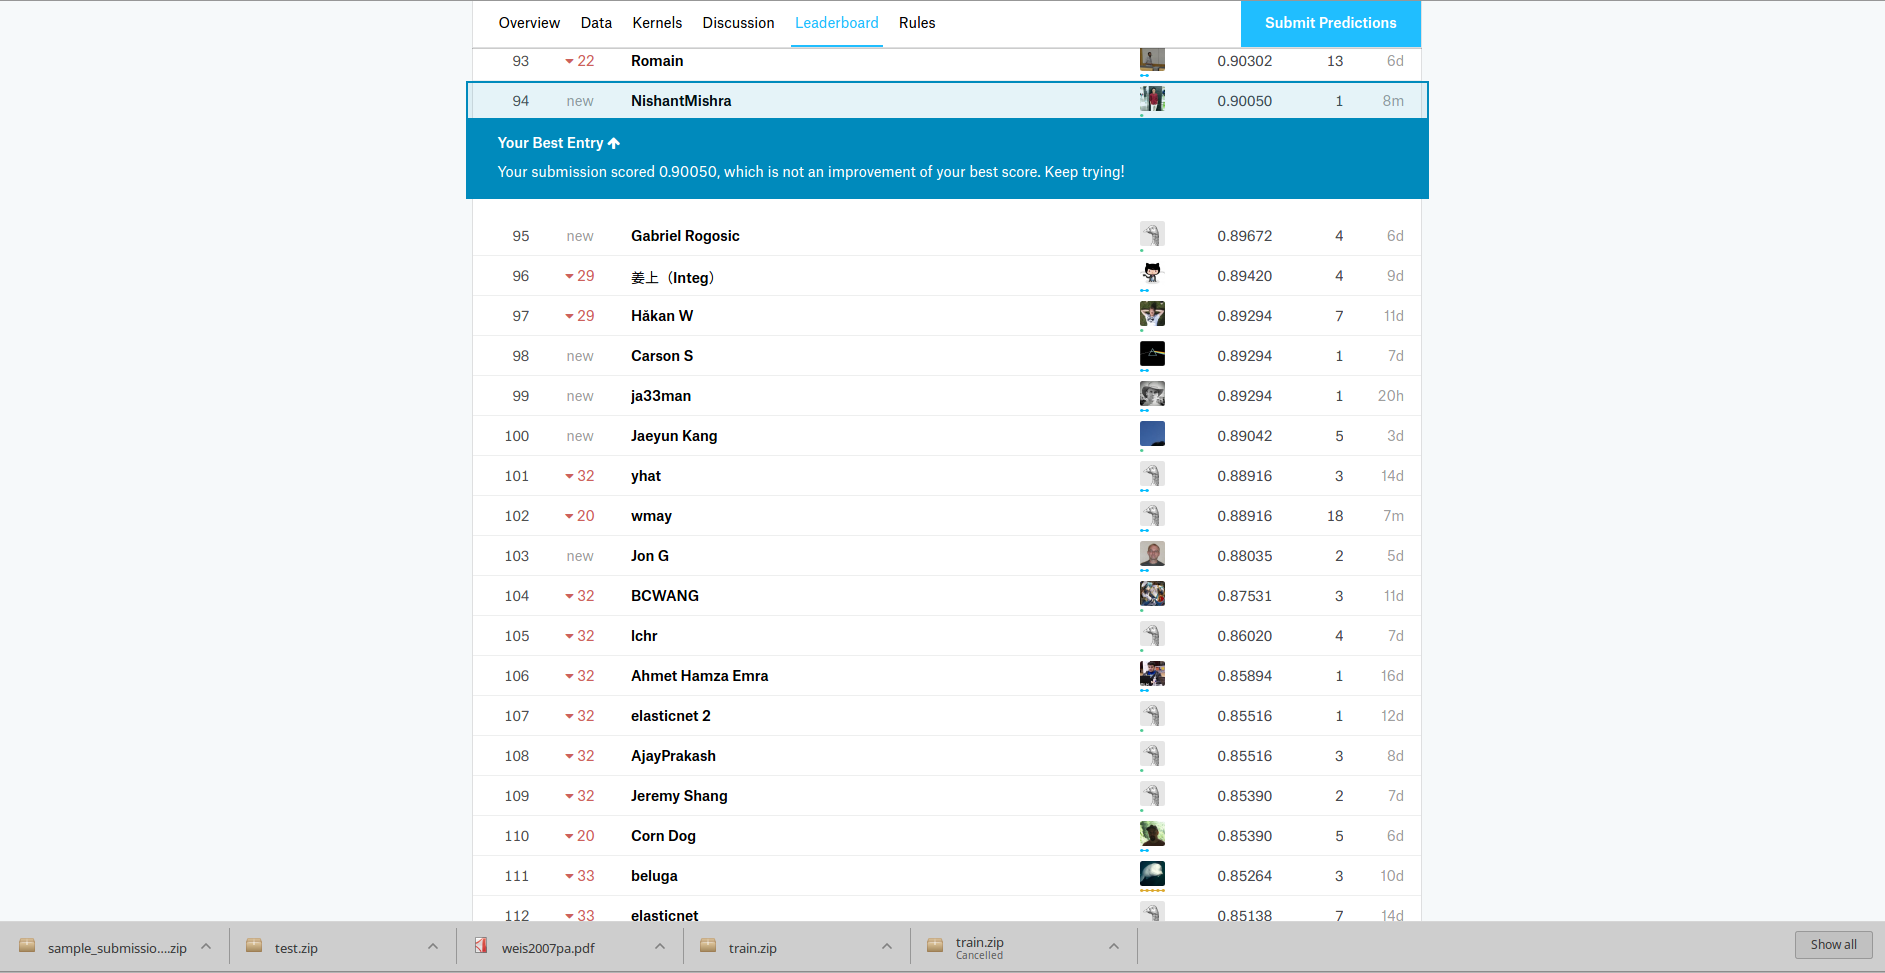 Overview Data Kernels Discussion Leaderboard Rules Submit Predictions
93 22 Romain 0.90302 13 6d
94 new NishantMishra 0.90050 1 8m
Your Best Entry
Your submission scored 0.90050, which is not an improvement of your best score. Keep trying!
95 new Gabriel Rogosic 0.89672 4 6d
96 29 姜上（Integ） 0.89420 4 9d
97 29 Håkan W 0.89294 7 11d
98 new Carson S 0.89294 1 7d
99 new ja33man 0.89294 1 20h
100 new Jaeyun Kang 0.89042 5 3d
101 32 yhat 0.88916 3 14d
102 20 wmay 0.88916 18 7m
103 new Jon G 0.88035 2 5d
104 32 BCWANG 0.87531 3 11d
105 32 lchr 0.86020 4 7d
106 32 Ahmet Hamza Emra 0.85894 1 16d
107 32 elasticnet 2 0.85516 1 12d
108 32 AjayPrakash 0.85516 3 8d
109 32 Jeremy Shang 0.85390 2 7d
110 20 Corn Dog 0.85390 5 6d
111 33 beluga 0.85264 3 10d
112 33 elasticnet 0.85138 7 14d
sample_submissio....zip test.zip weis2007pa.pdf train.zip train.zip Show all
Cancelled